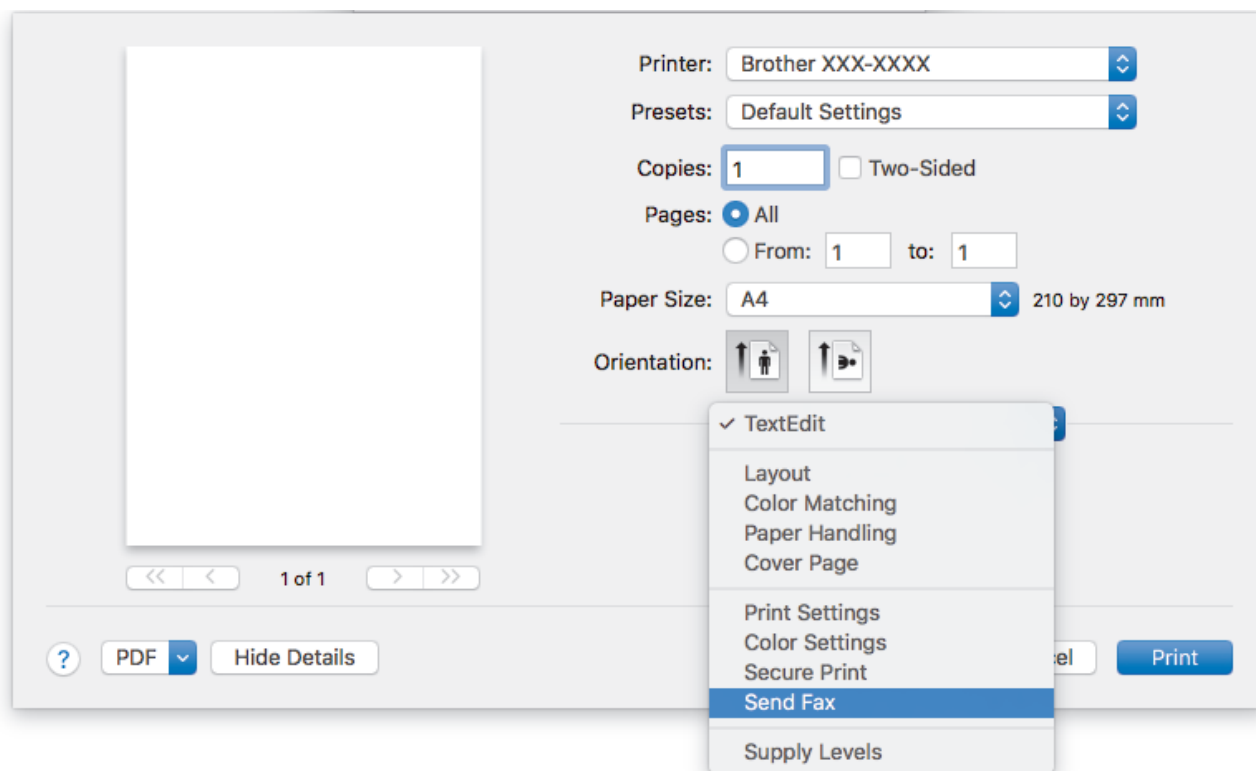 Printer: Brother XXX-XXXX
Presets: Default Settings
Copies: 1 Two-Sided
Pages: All
From: 1 to: 1
Paper Size: A4 210 by 297 mm
Orientation:
✓ TextEdit
Layout
Color Matching
Paper Handling
Cover Page
<< < 1 of 1 > >>
Print Settings
Color Settings
Secure Print
Send Fax
Supply Levels
? PDF Hide Details el Print